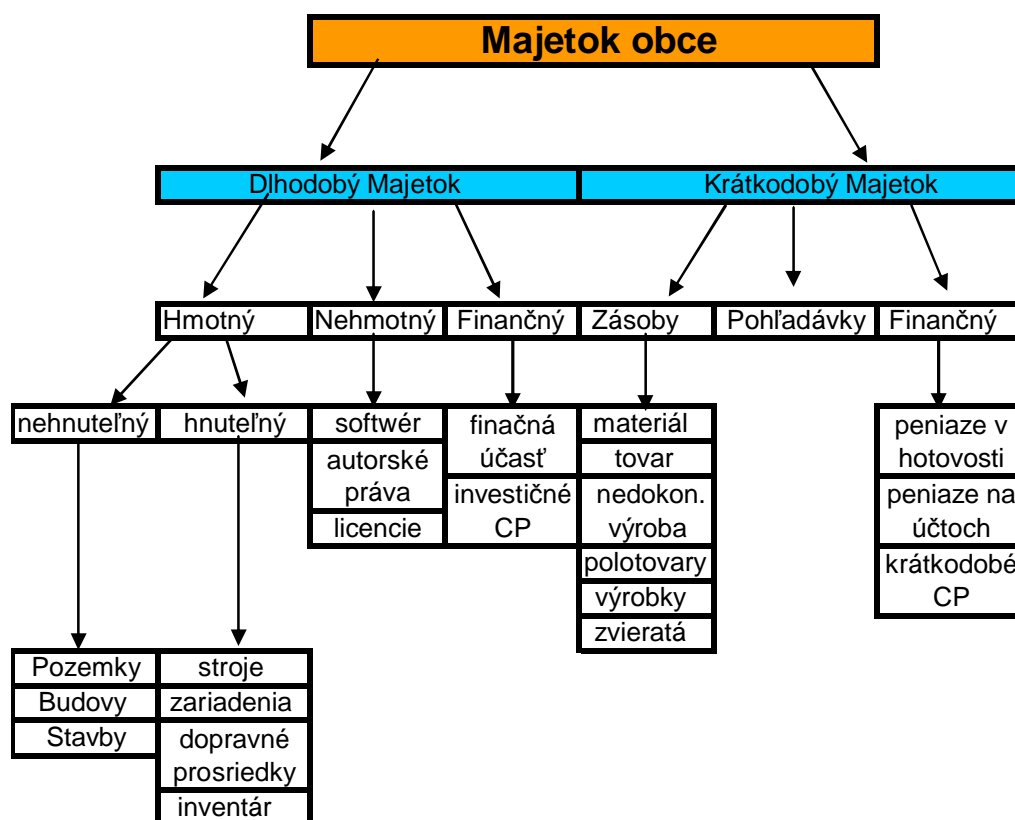 Majetok obce
Dlhodobý Majetok
Krátkodobý Majetok
Hmotný
Nehmotný
Finančný
Zásoby
Pohľadávky
Finančný
nehnuteľný
hnuteľný
softwér
autorské
práva
licencie
finačná
účasť
investičné
CP
materiál
tovar
nedokon.
výroba
polotovary
výrobky
zvieratá
peniaze v
hotovosti
peniaze na
účtoch
krátkodobé
CP
Pozemky
Budovy
Stavby
stroje
zariadenia
dopravné
prosriedky
inventár